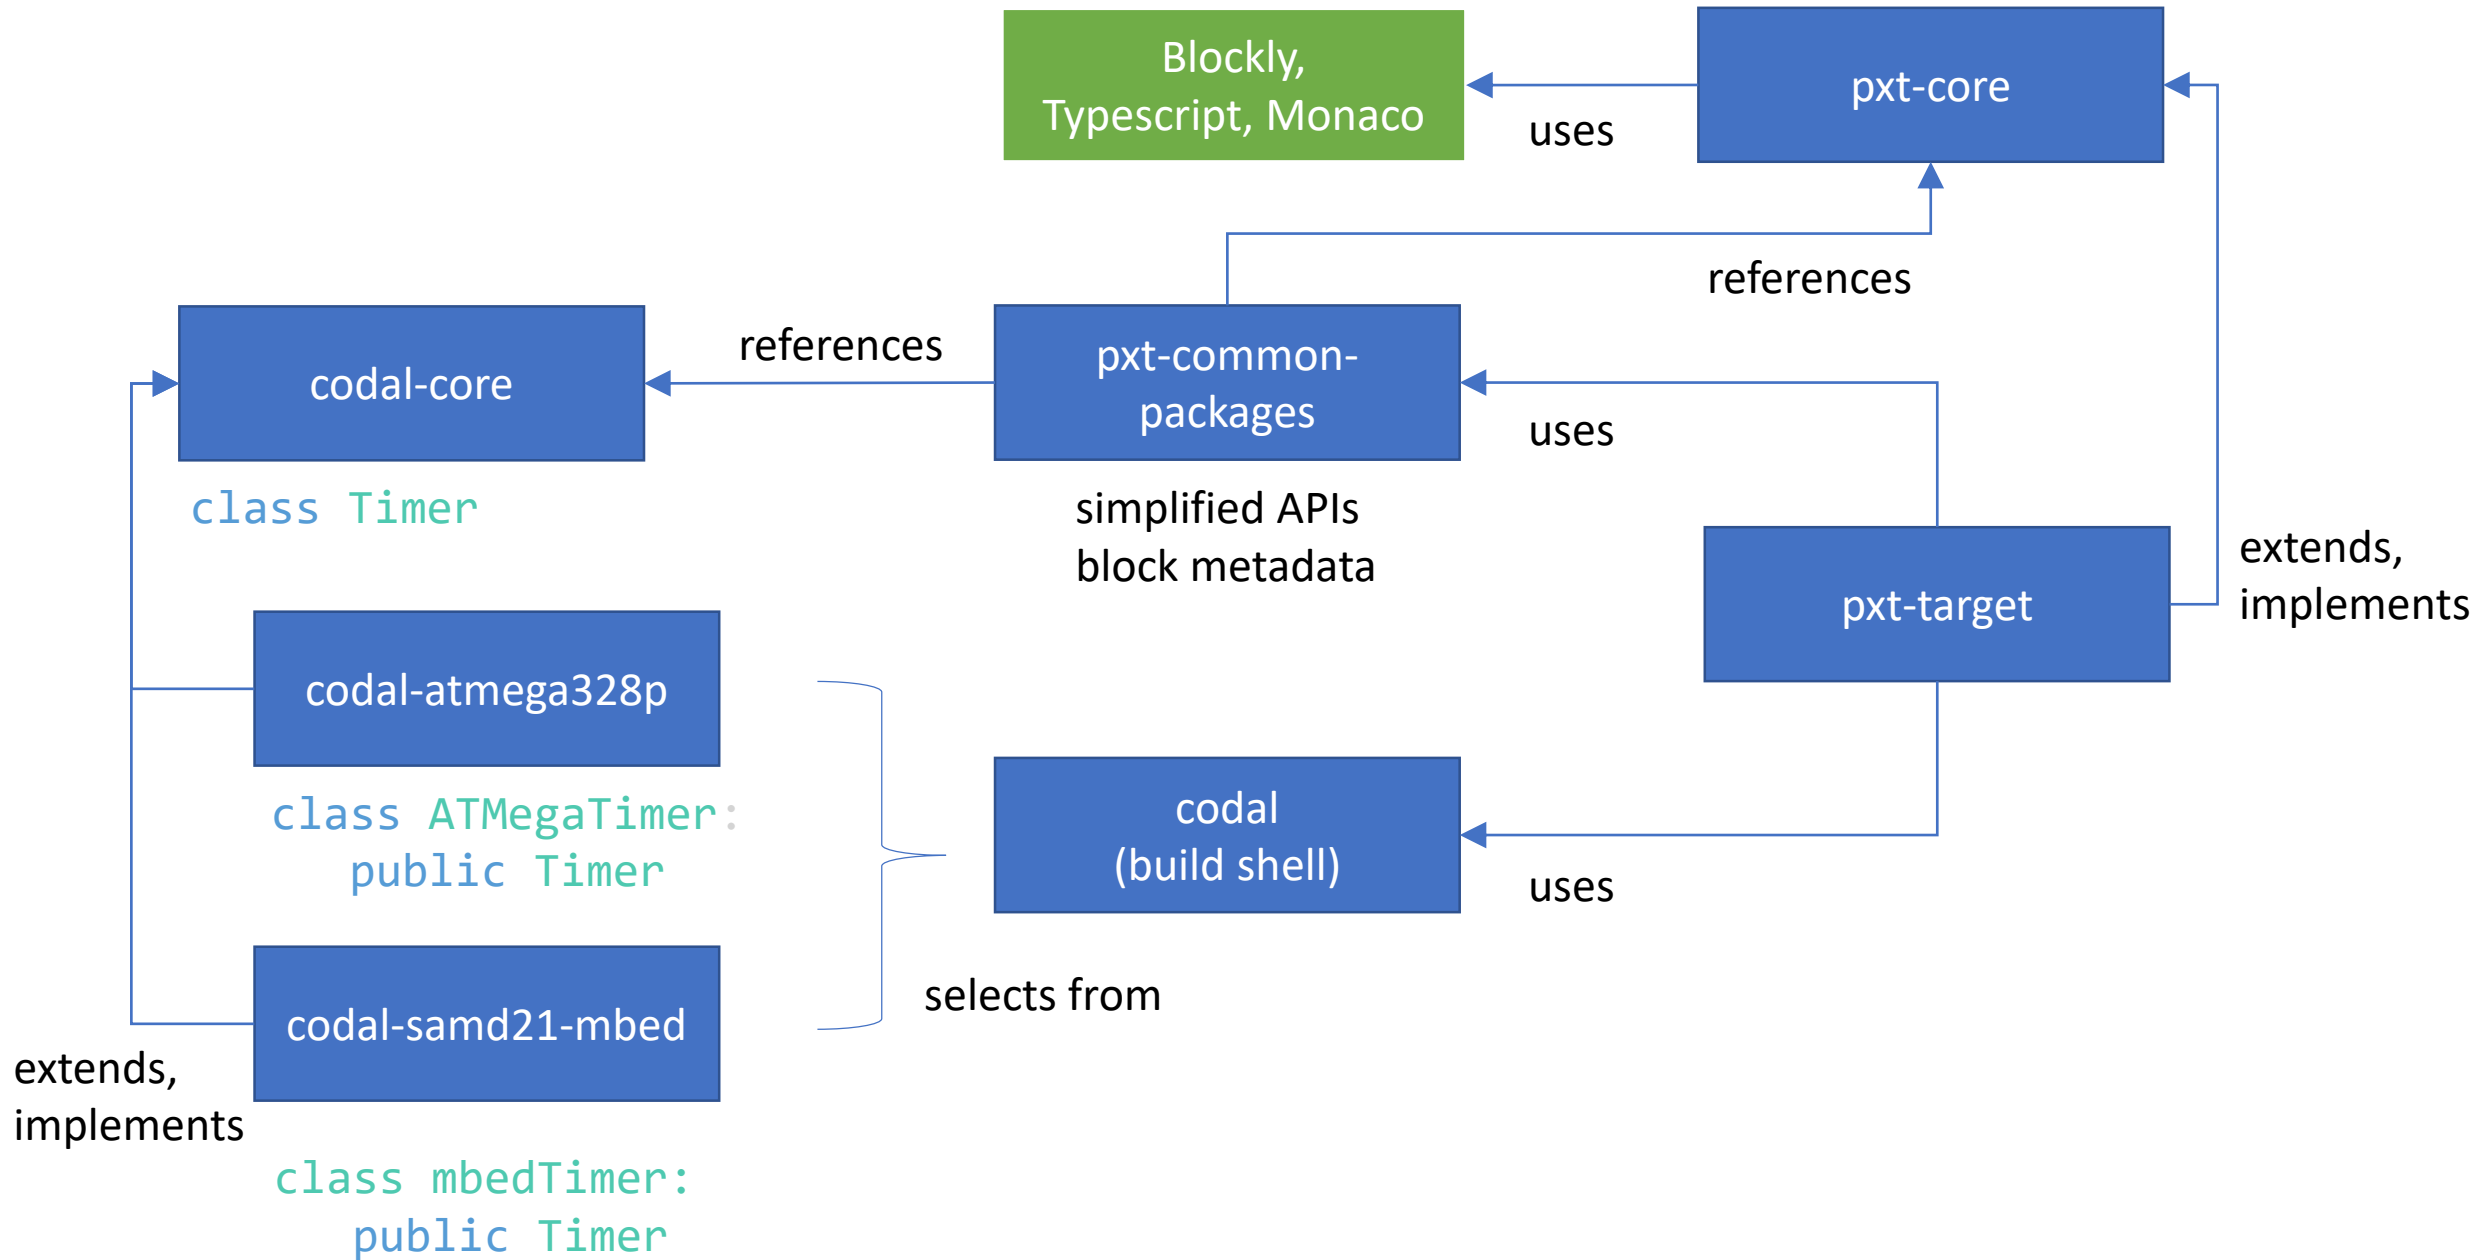 Blockly,
Typescript, Monaco
uses
pxt-core
references
codal-core
references
pxt-common-
packages
uses
class Timer
simplified APIs
block metadata
pxt-target
extends,
implements
codal-atmega328p
class ATMegaTimer:
public Timer
codal
(build shell)
uses
selects from
codal-samd21-mbed
extends,
implements
class mbedTimer:
public Timer